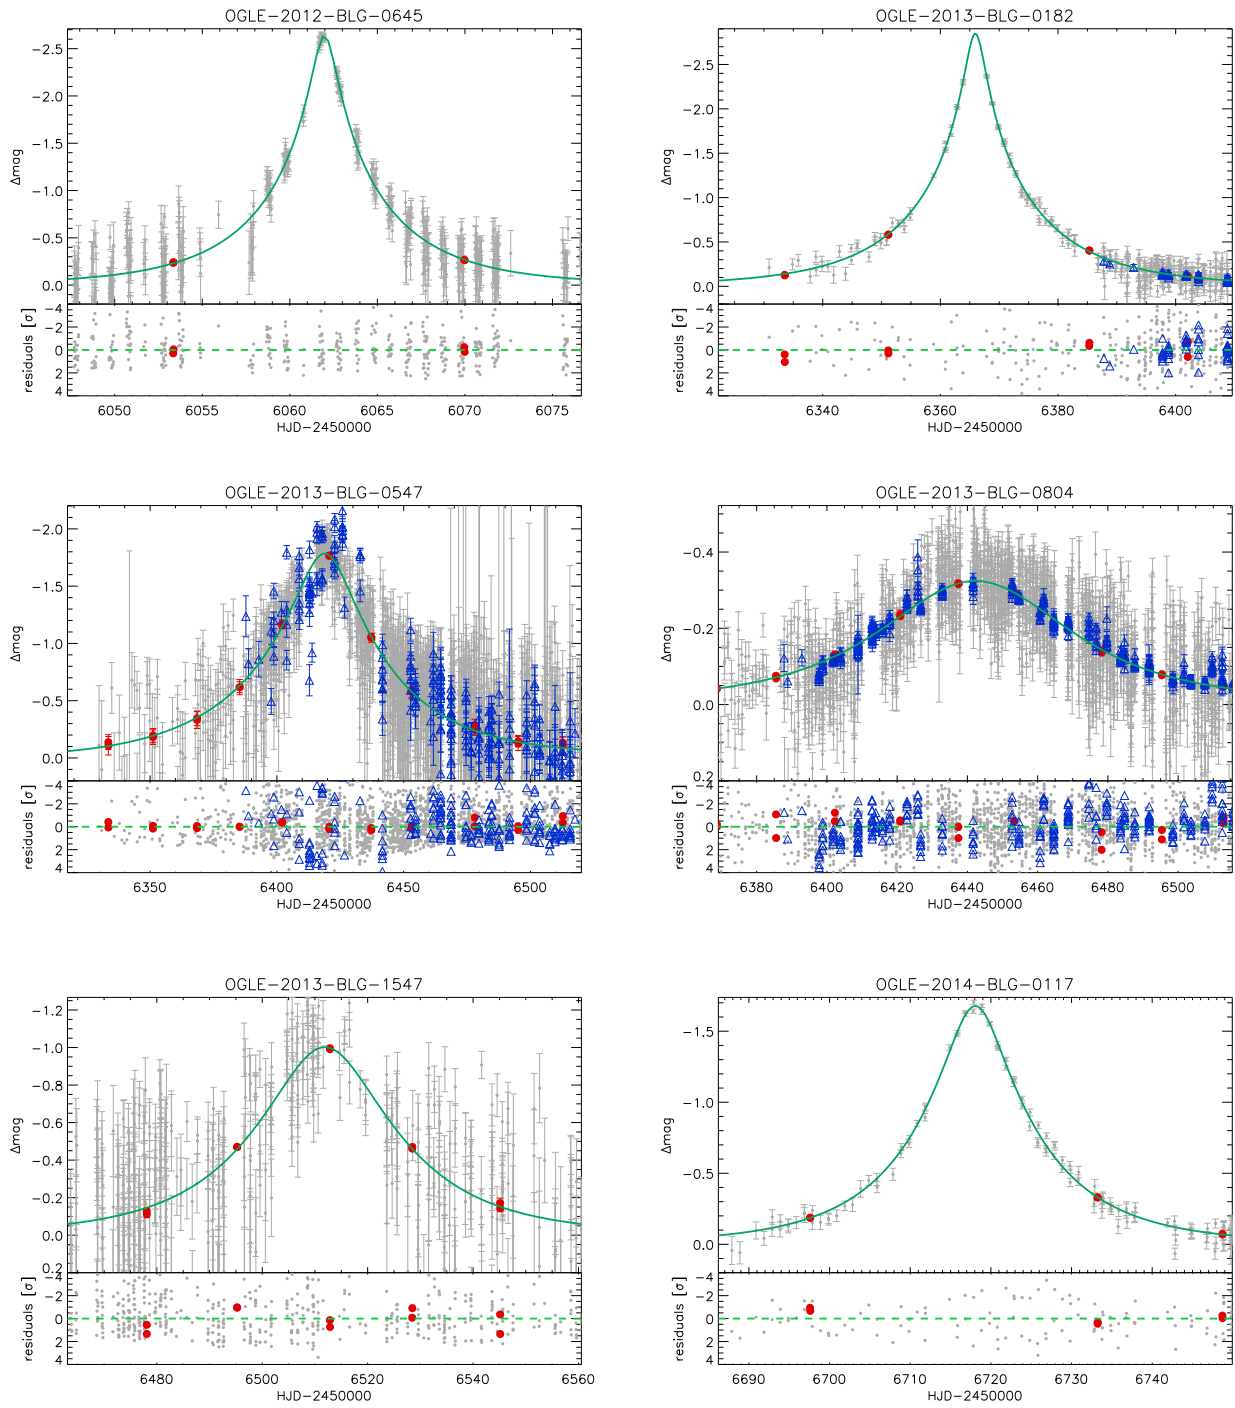 OGLE-2012-BLG-0645
-2.5
-2.0
-1.5
-1.0
-0.5
0.0
Δmag
-4
-2
0
2
4
residuals [σ]
6050 6055 6060 6065 6070 6075
HJD-2450000
OGLE-2013-BLG-0182
-2.5
-2.0
-1.5
-1.0
-0.5
0.0
Δmag
-4
-2
0
2
4
residuals [σ]
6340 6360 6380 6400
HJD-2450000
OGLE-2013-BLG-0547
-2.0
-1.5
-1.0
-0.5
0.0
Δmag
-4
-2
0
2
4
residuals [σ]
6350 6400 6450 6500
HJD-2450000
OGLE-2013-BLG-0804
-0.4
-0.2
0.0
0.2
Δmag
-4
-2
0
2
4
residuals [σ]
6380 6400 6420 6440 6460 6480 6500
HJD-2450000
OGLE-2013-BLG-1547
-1.2
-1.0
-0.8
-0.6
-0.4
-0.2
0.0
0.2
Δmag
-4
-2
0
2
4
residuals [σ]
6480 6500 6520 6540 6560
HJD-2450000
OGLE-2014-BLG-0117
-1.5
-1.0
-0.5
0.0
Δmag
-4
-2
0
2
4
residuals [σ]
6690 6700 6710 6720 6730 6740
HJD-2450000